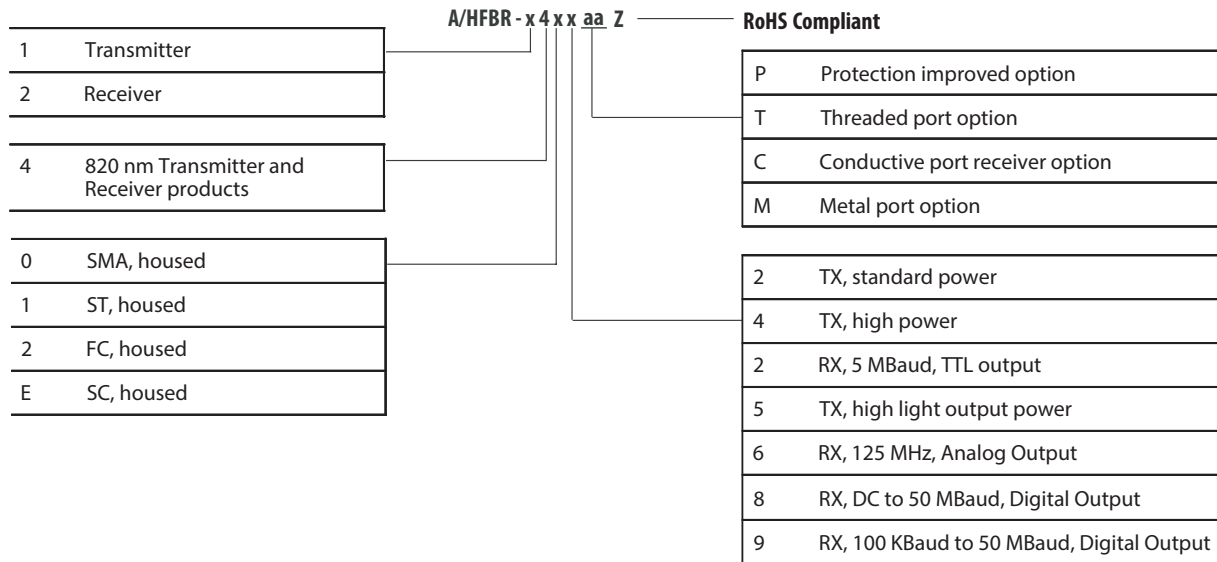 A/HFBR - x 4 x x aa Z
RoHS Compliant
1 Transmitter
2 Receiver
4 820 nm Transmitter and
Receiver products
0 SMA, housed
1 ST, housed
2 FC, housed
E SC, housed
P Protection improved option
T Threaded port option
C Conductive port receiver option
M Metal port option
2 TX, standard power
4 TX, high power
2 RX, 5 MBaud, TTL output
5 TX, high light output power
6 RX, 125 MHz, Analog Output
8 RX, DC to 50 MBaud, Digital Output
9 RX, 100 KBaud to 50 MBaud, Digital Output